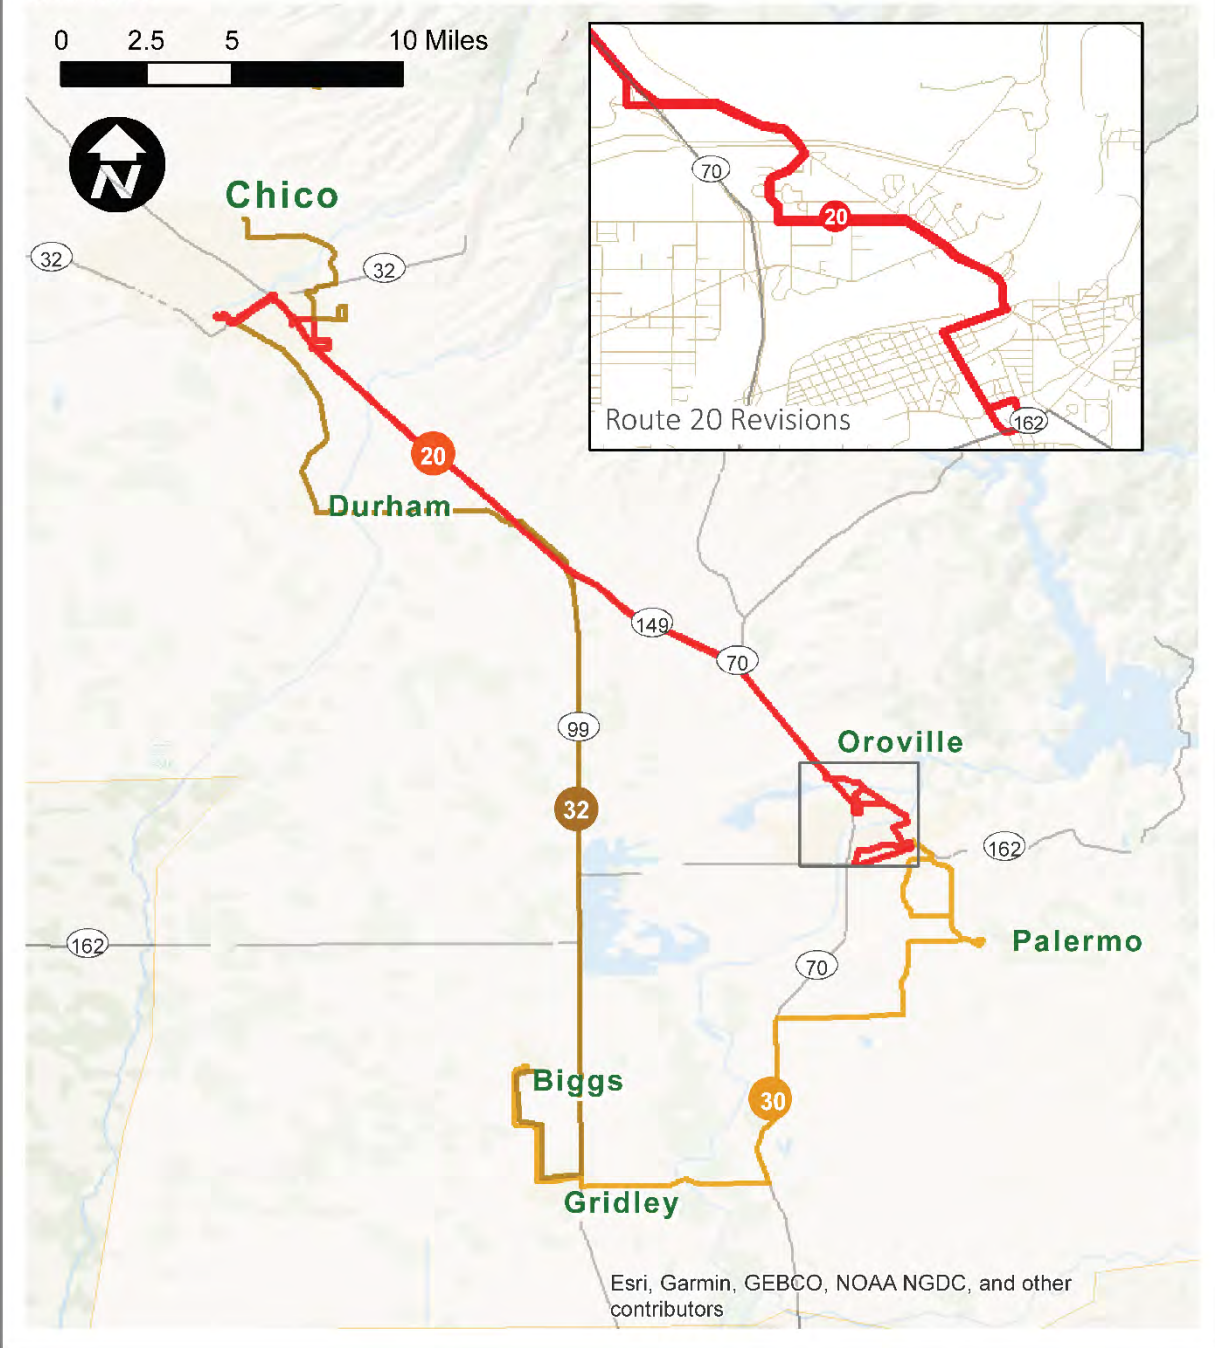 0 2.5 5 10 Miles
N
Chico
32
32
70
20
Route 20 Revisions
162
20
Durham
149
70
99
Oroville
32
162
162
Palermo
70
Biggs
30
Gridley
Esri, Garmin, GEBCO, NOAA NGDC, and other
contributors